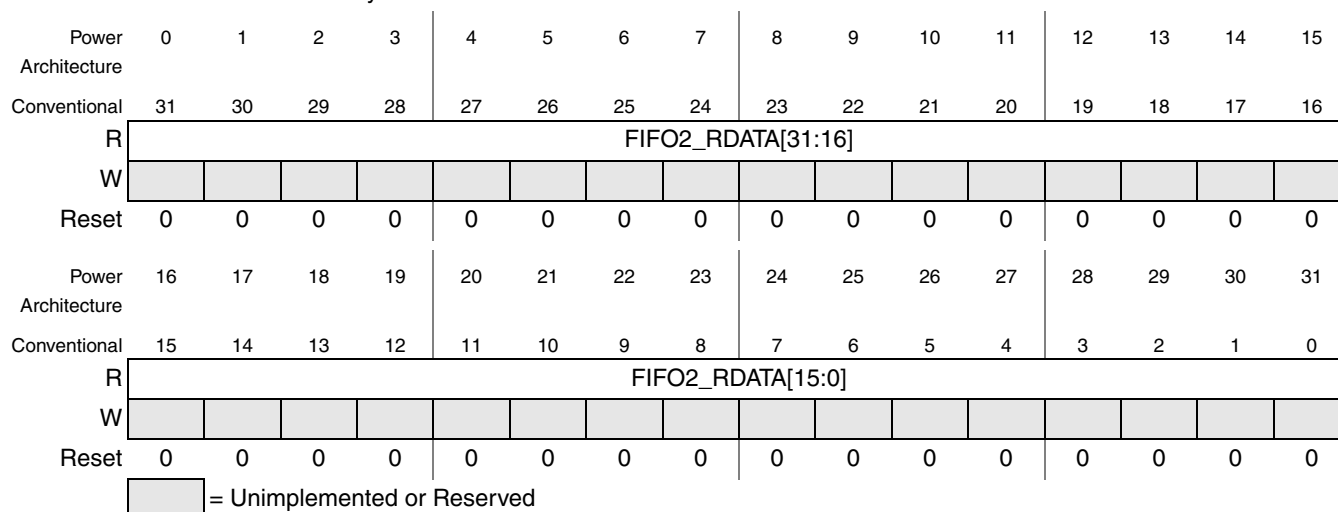 Power 0 1 2 3 4 5 6 7 8 9 10 11 12 13 14 15
Architecture
Conventional 31 30 29 28 27 26 25 24 23 22 21 20 19 18 17 16
R FIFO2_RDATA[31:16]
W
Reset 0 0 0 0 0 0 0 0 0 0 0 0 0 0 0 0
Power 16 17 18 19 20 21 22 23 24 25 26 27 28 29 30 31
Architecture
Conventional 15 14 13 12 11 10 9 8 7 6 5 4 3 2 1 0
R FIFO2_RDATA[15:0]
W
Reset 0 0 0 0 0 0 0 0 0 0 0 0 0 0 0 0
= Unimplemented or Reserved